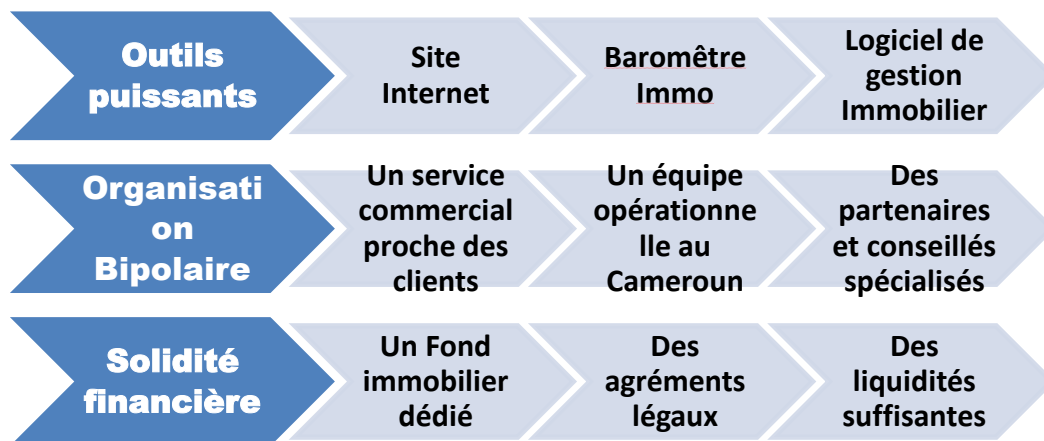 Outils
puissants
Site
Internet
Baromêtre
Immo
Logiciel de
gestion
Immobilier
Organisati
on
Bipolaire
Un service
commercial
proche des
clients
Un équipe
opérationne
lle au
Cameroun
Des
partenaires
et conseillés
spécialisés
Solidité
financière
Un Fond
immobilier
dédié
Des
agréments
légaux
Des
liquidités
suffisantes